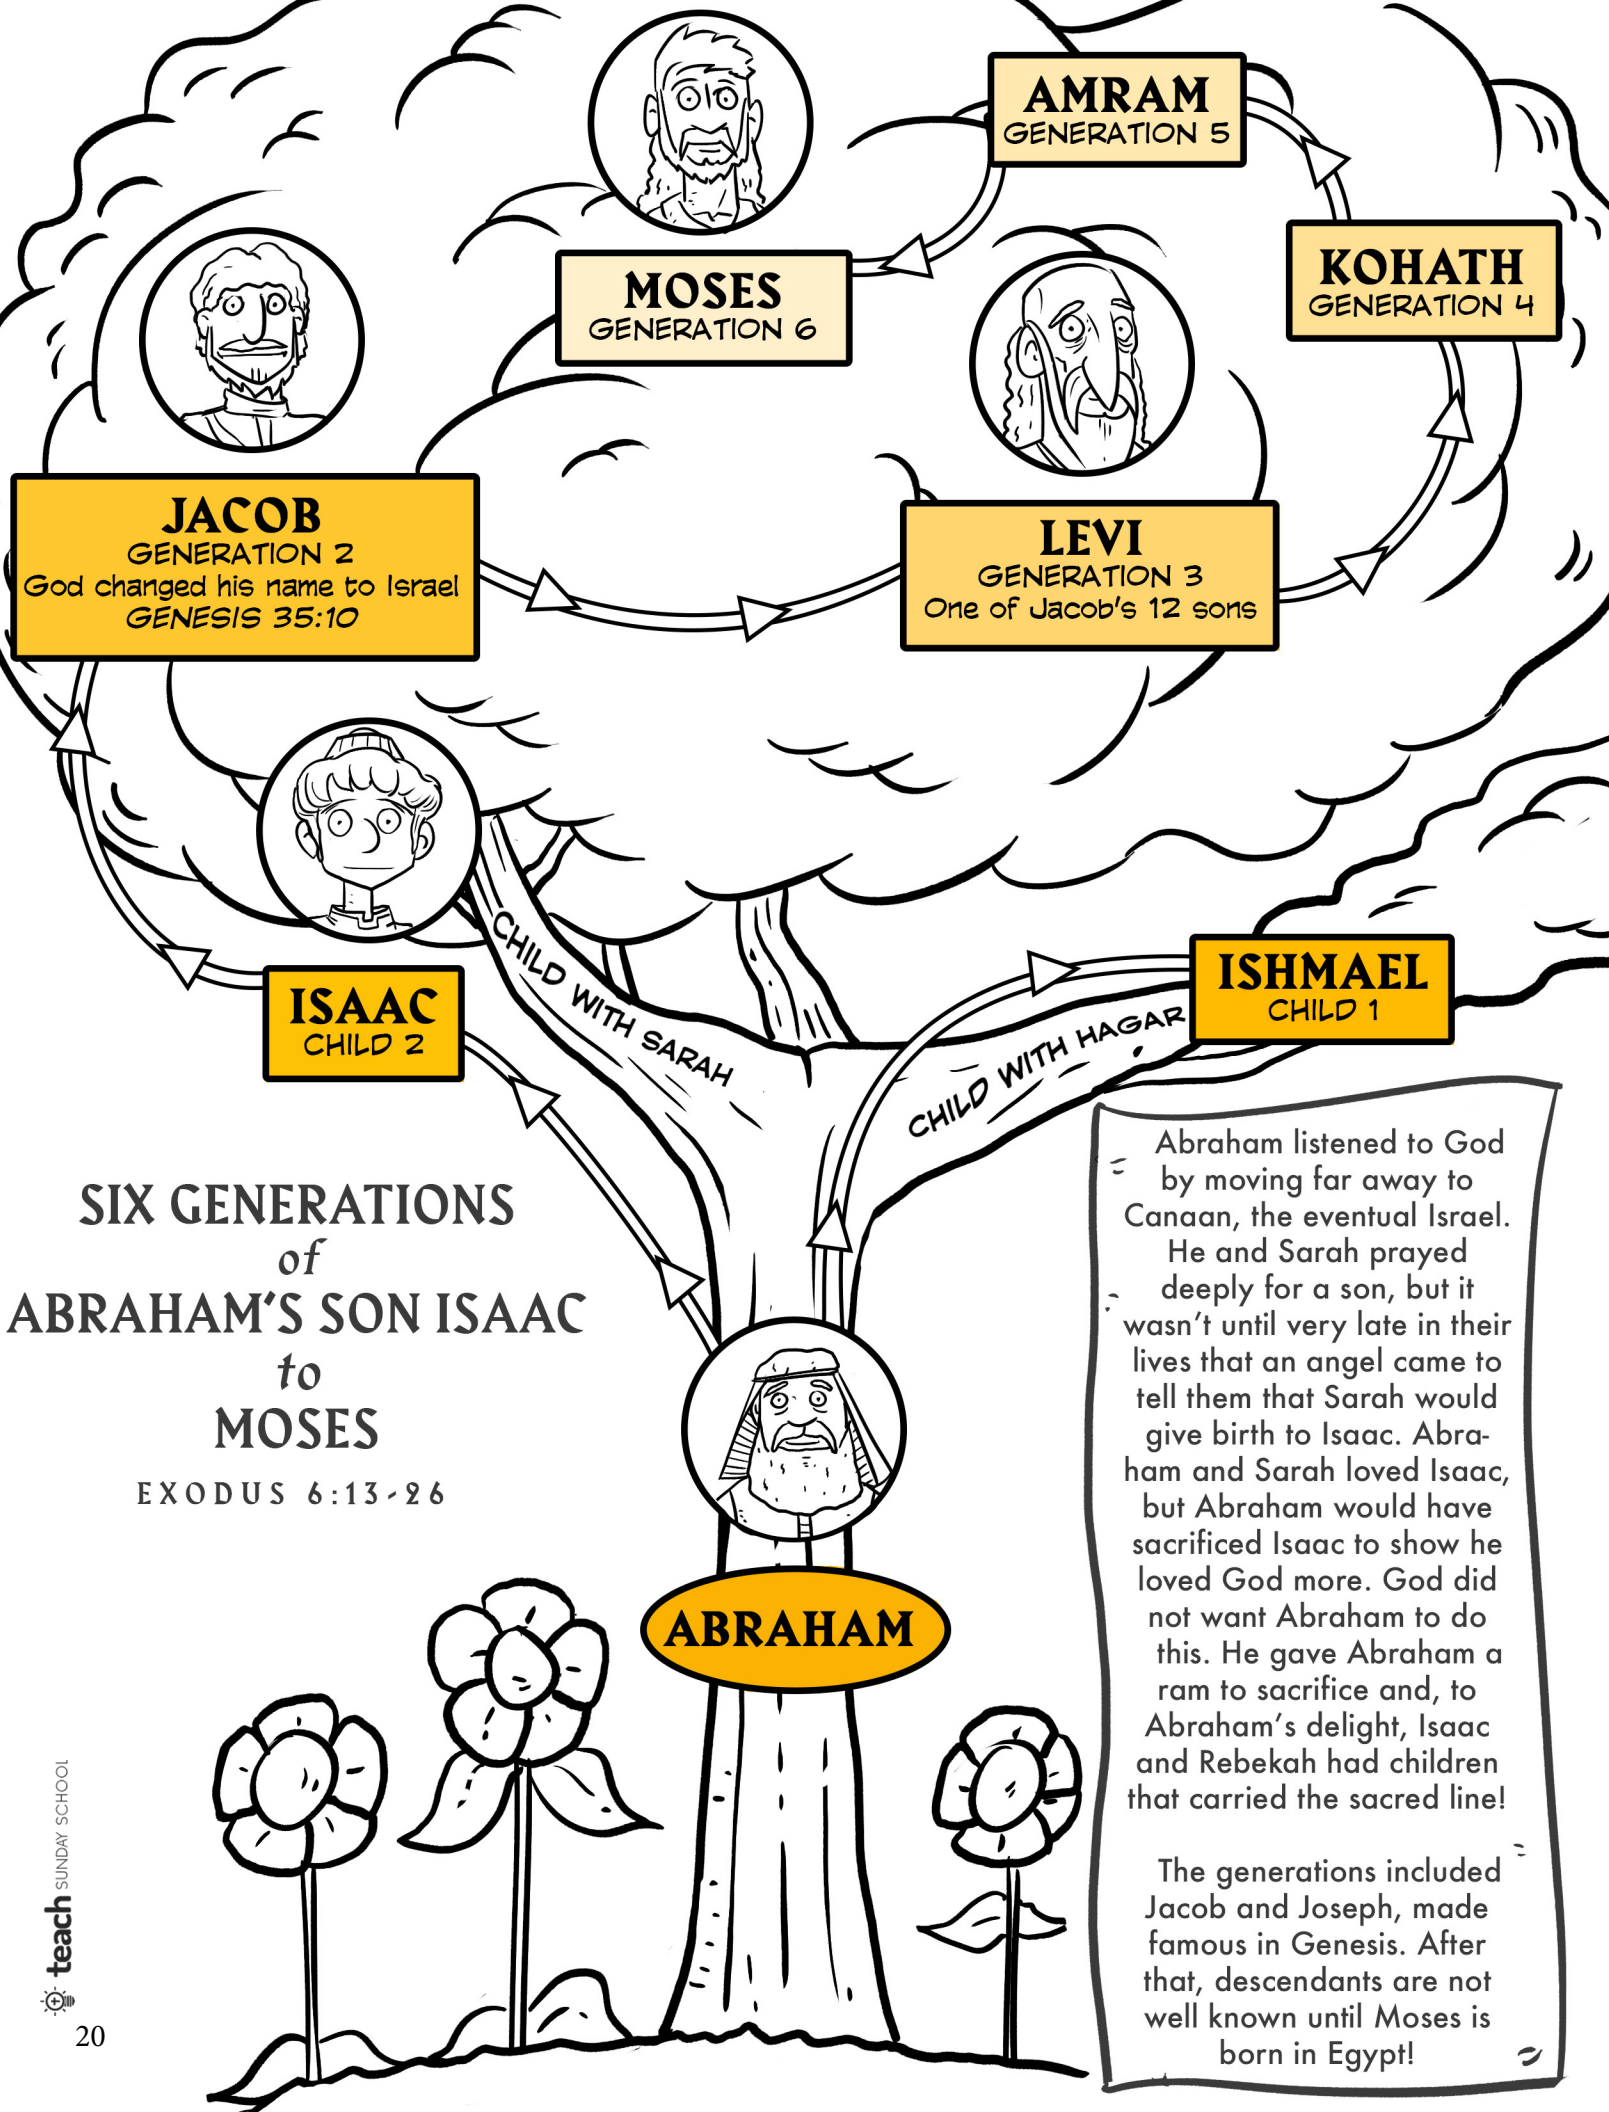 AMRAM
GENERATION 5
KOHATH
GENERATION 4
MOSES
GENERATION 6
JACOB
GENERATION 2
God changed his name to Israel
GENESIS 35:10
LEVI
GENERATION 3
One of Jacob's 12 sons
CHILD WITH SARAH
ISHMAEL
CHILD 1
ISAAC
CHILD 2
CHILD WITH HAGAR
SIX GENERATIONS
of
ABRAHAM'S SON ISAAC
to
MOSES
EXODUS 6:13-26
ABRAHAM
Abraham listened to God
by moving far away to
Canaan, the eventual Israel.
He and Sarah prayed
deeply for a son, but it
wasn't until very late in their
lives that an angel came to
tell them that Sarah would
give birth to Isaac. Abra-
ham and Sarah loved Isaac,
but Abraham would have
sacrificed Isaac to show he
loved God more. God did
not want Abraham to do
this. He gave Abraham a
ram to sacrifice and, to
Abraham's delight, Isaac
and Rebekah had children
that carried the sacred line!
The generations included
Jacob and Joseph, made
famous in Genesis. After
that, descendants are not
well known until Moses is
born in Egypt!
teach SUNDAY SCHOOL
20